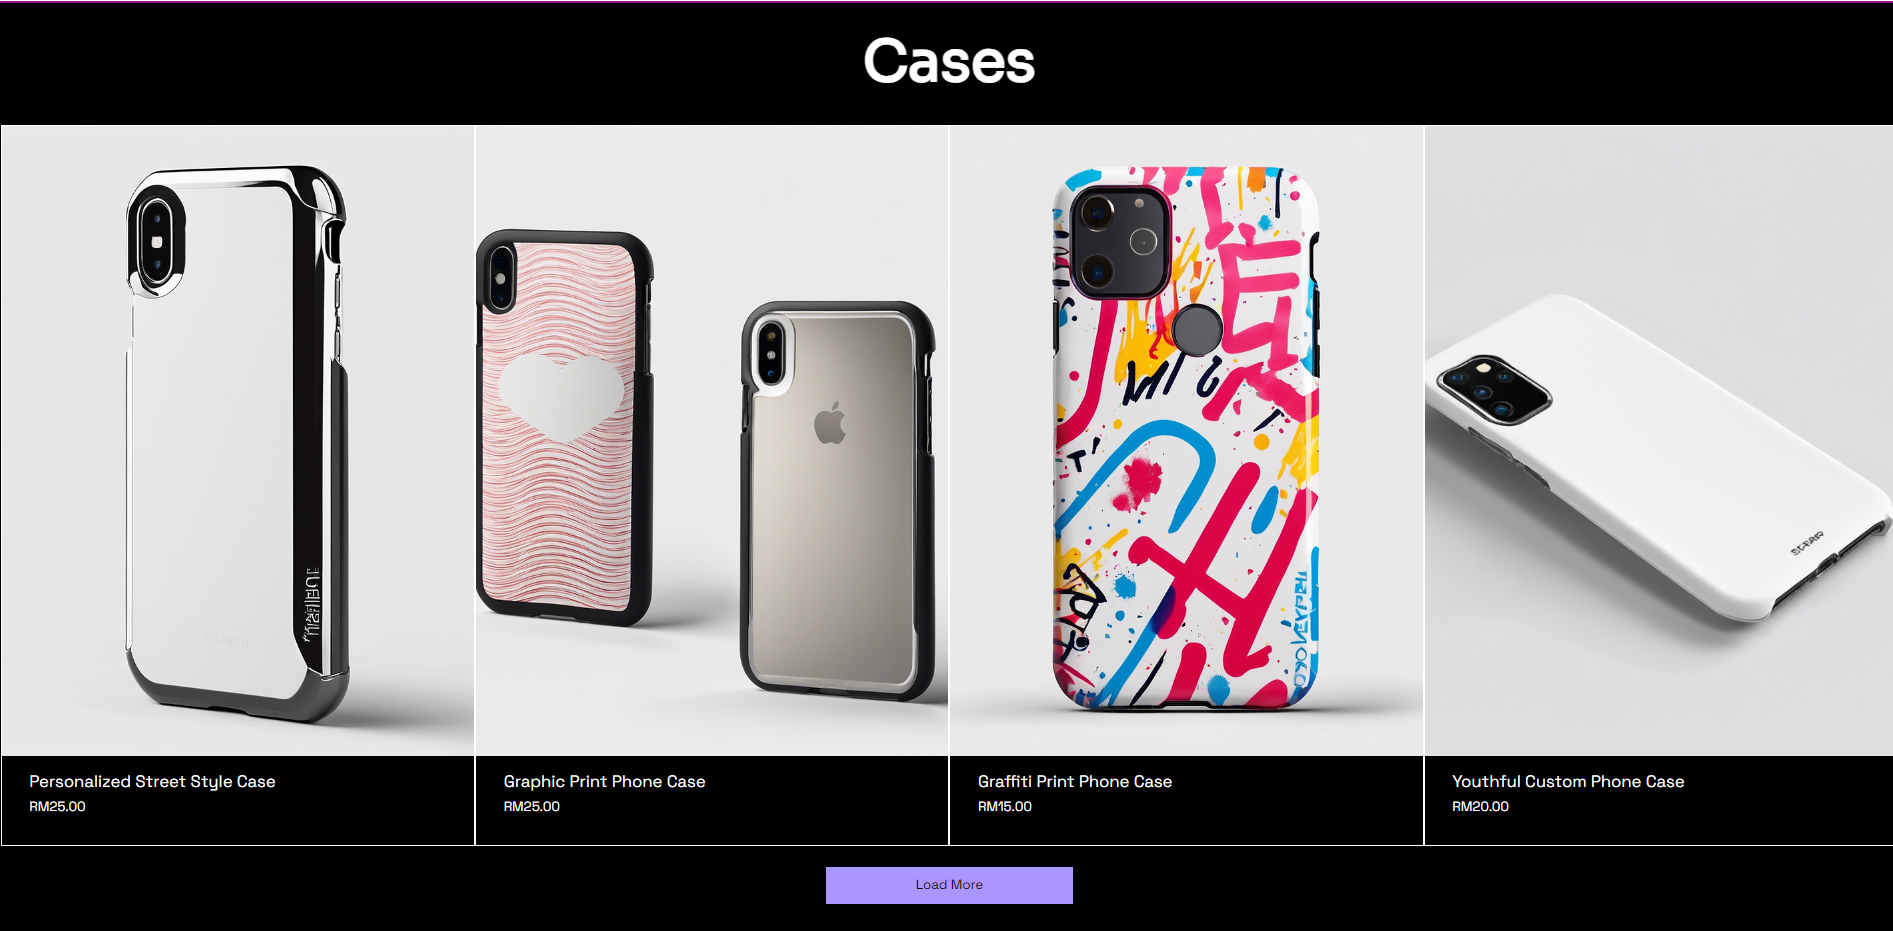 Cases
Personalized Street Style Case
RM25.00
Graphic Print Phone Case
RM25.00
Graffiti Print Phone Case
RM15.00
Youthful Custom Phone Case
RM20.00
Load More